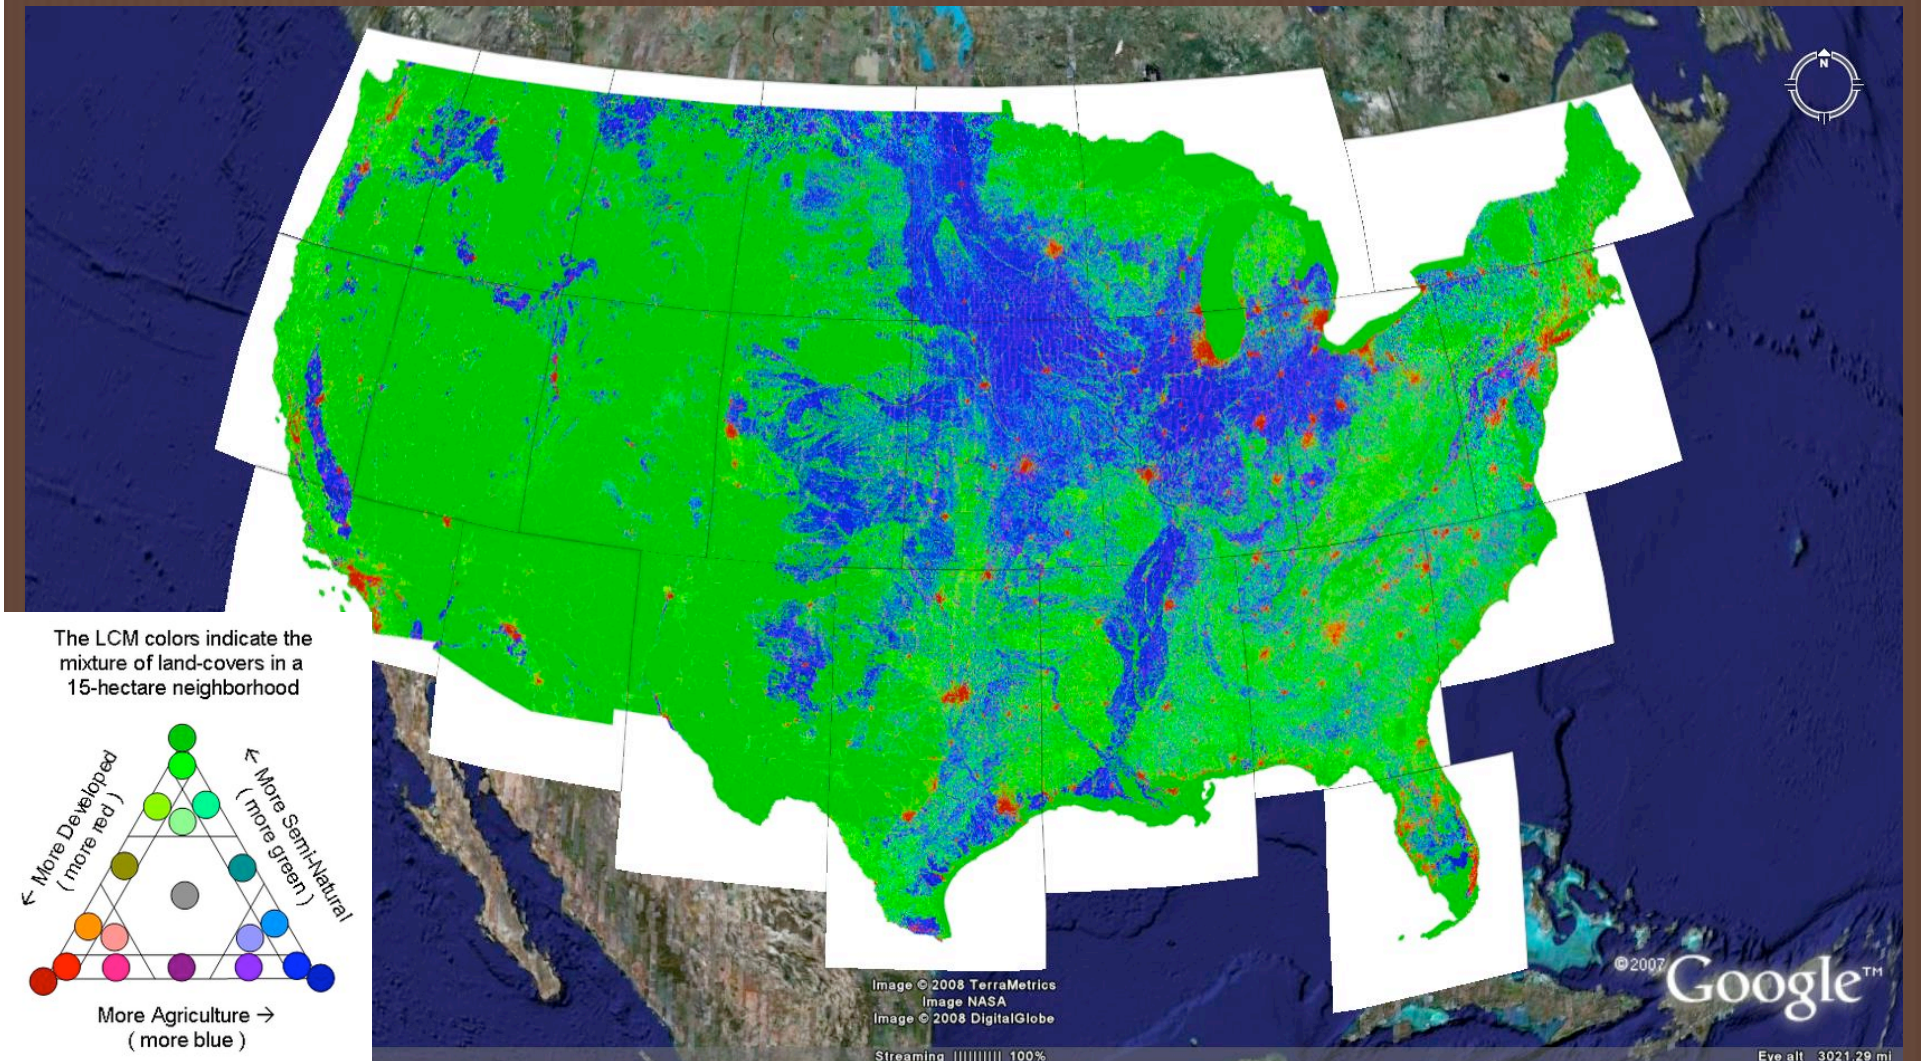 N
The LCM colors indicate the
mixture of land-covers in a
15-hectare neighborhood
← More Developed
( more red )
← More Semi-Natural
( more green )
More Agriculture →
( more blue )
Image © 2008 TerraMetrics
Image NASA
Image © 2008 DigitalGlobe
©2007 Google™
Streaming |||||||||| 100%
Eye alt 3021.29 mi